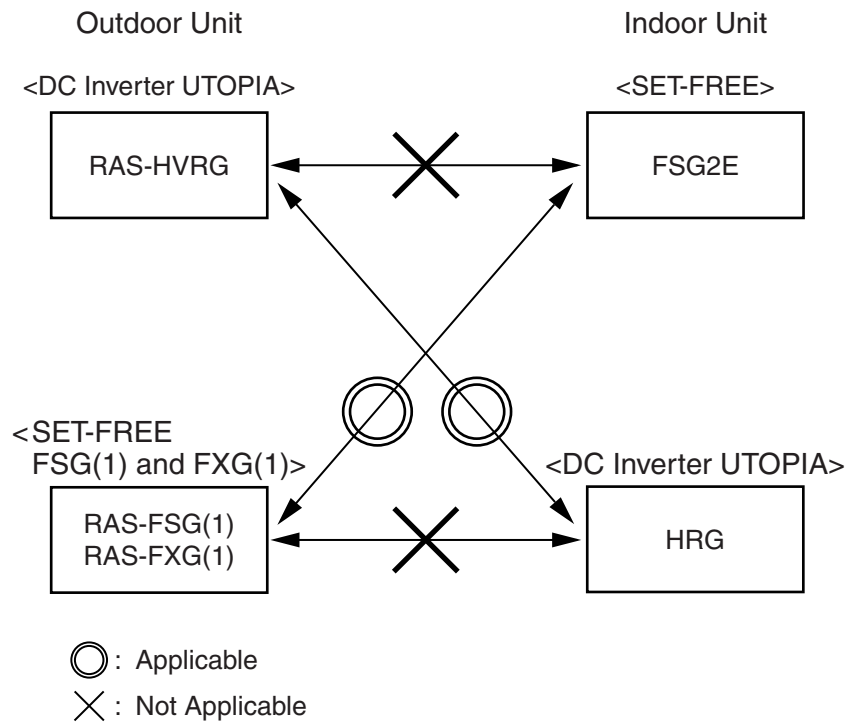 Outdoor Unit
Indoor Unit
<DC Inverter UTOPIA>
<SET-FREE>
RAS-HVRG
FSG2E
<SET-FREE
FSG(1) and FXG(1)>
<DC Inverter UTOPIA>
RAS-FSG(1)
RAS-FXG(1)
HRG
: Applicable
: Not Applicable